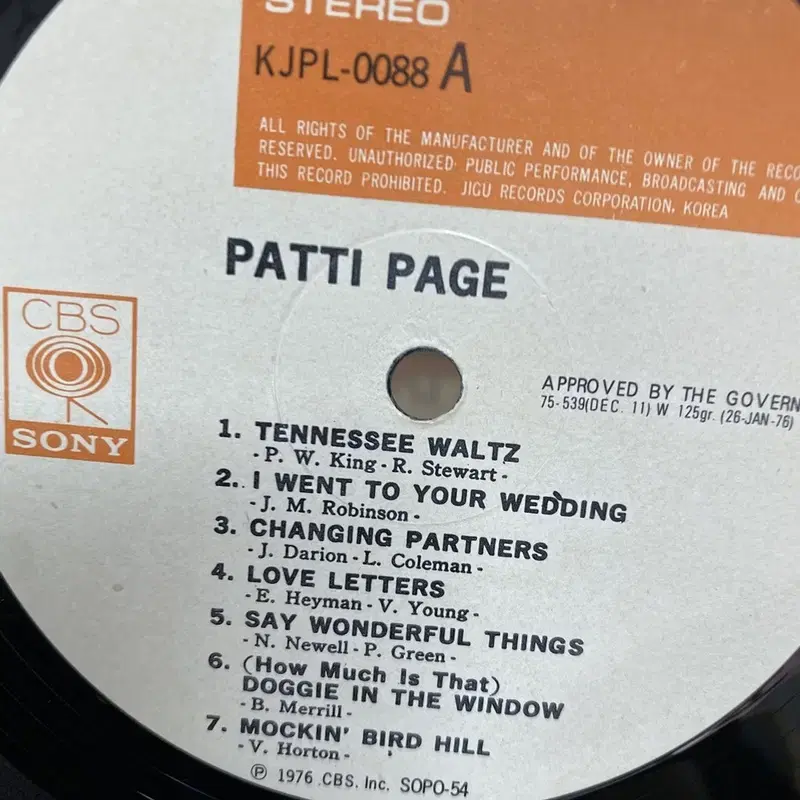 STEREO
KJPL-0088 A
ALL RIGHTS OF THE MANUFACTURER AND OF THE OWNER OF THE RECO
RESERVED. UNAUTHORIZED PUBLIC PERFORMANCE, BROADCASTING AND C
THIS RECORD PROHIBITED. JIGU RECORDS CORPORATION, KOREA
PATTI PAGE
CBS
SONY
APPROVED BY THE GOVERN
75-539(DEC. 11) W 125gr. (26-JAN-76)
1. TENNESSEE WALTZ
-P. W. King-R. Stewart-
2. I WENT TO YOUR WEDDING
-J. M. Robinson-
3. CHANGING PARTNERS
-J. Darion-L. Coleman-
4. LOVE LETTERS
-E. Heyman-V. Young-
5. SAY WONDERFUL THINGS
-N. Newell-P. Green-
6. (How Much Is That)
DOGGIE IN THE WINDOW
-B. Merrill-
7. MOCKIN' BIRD HILL
-V. Horton-
Ⓟ 1976 .CBS. Inc. SOPO-54